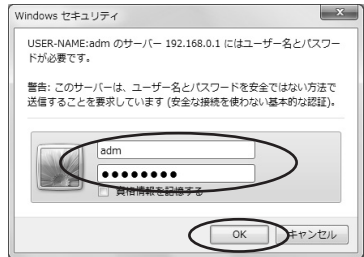 Windows セキュリティ
USER-NAME:adm のサーバー 192.168.0.1 にはユーザー名とパスワー
ドが必要です。
警告: このサーバーは、ユーザー名とパスワードを安全ではない方法で
送信することを要求しています (安全な接続を使わない基本的な認証)。
adm
●●●●●●●●
資格情報を記憶する
OK
キャンセル